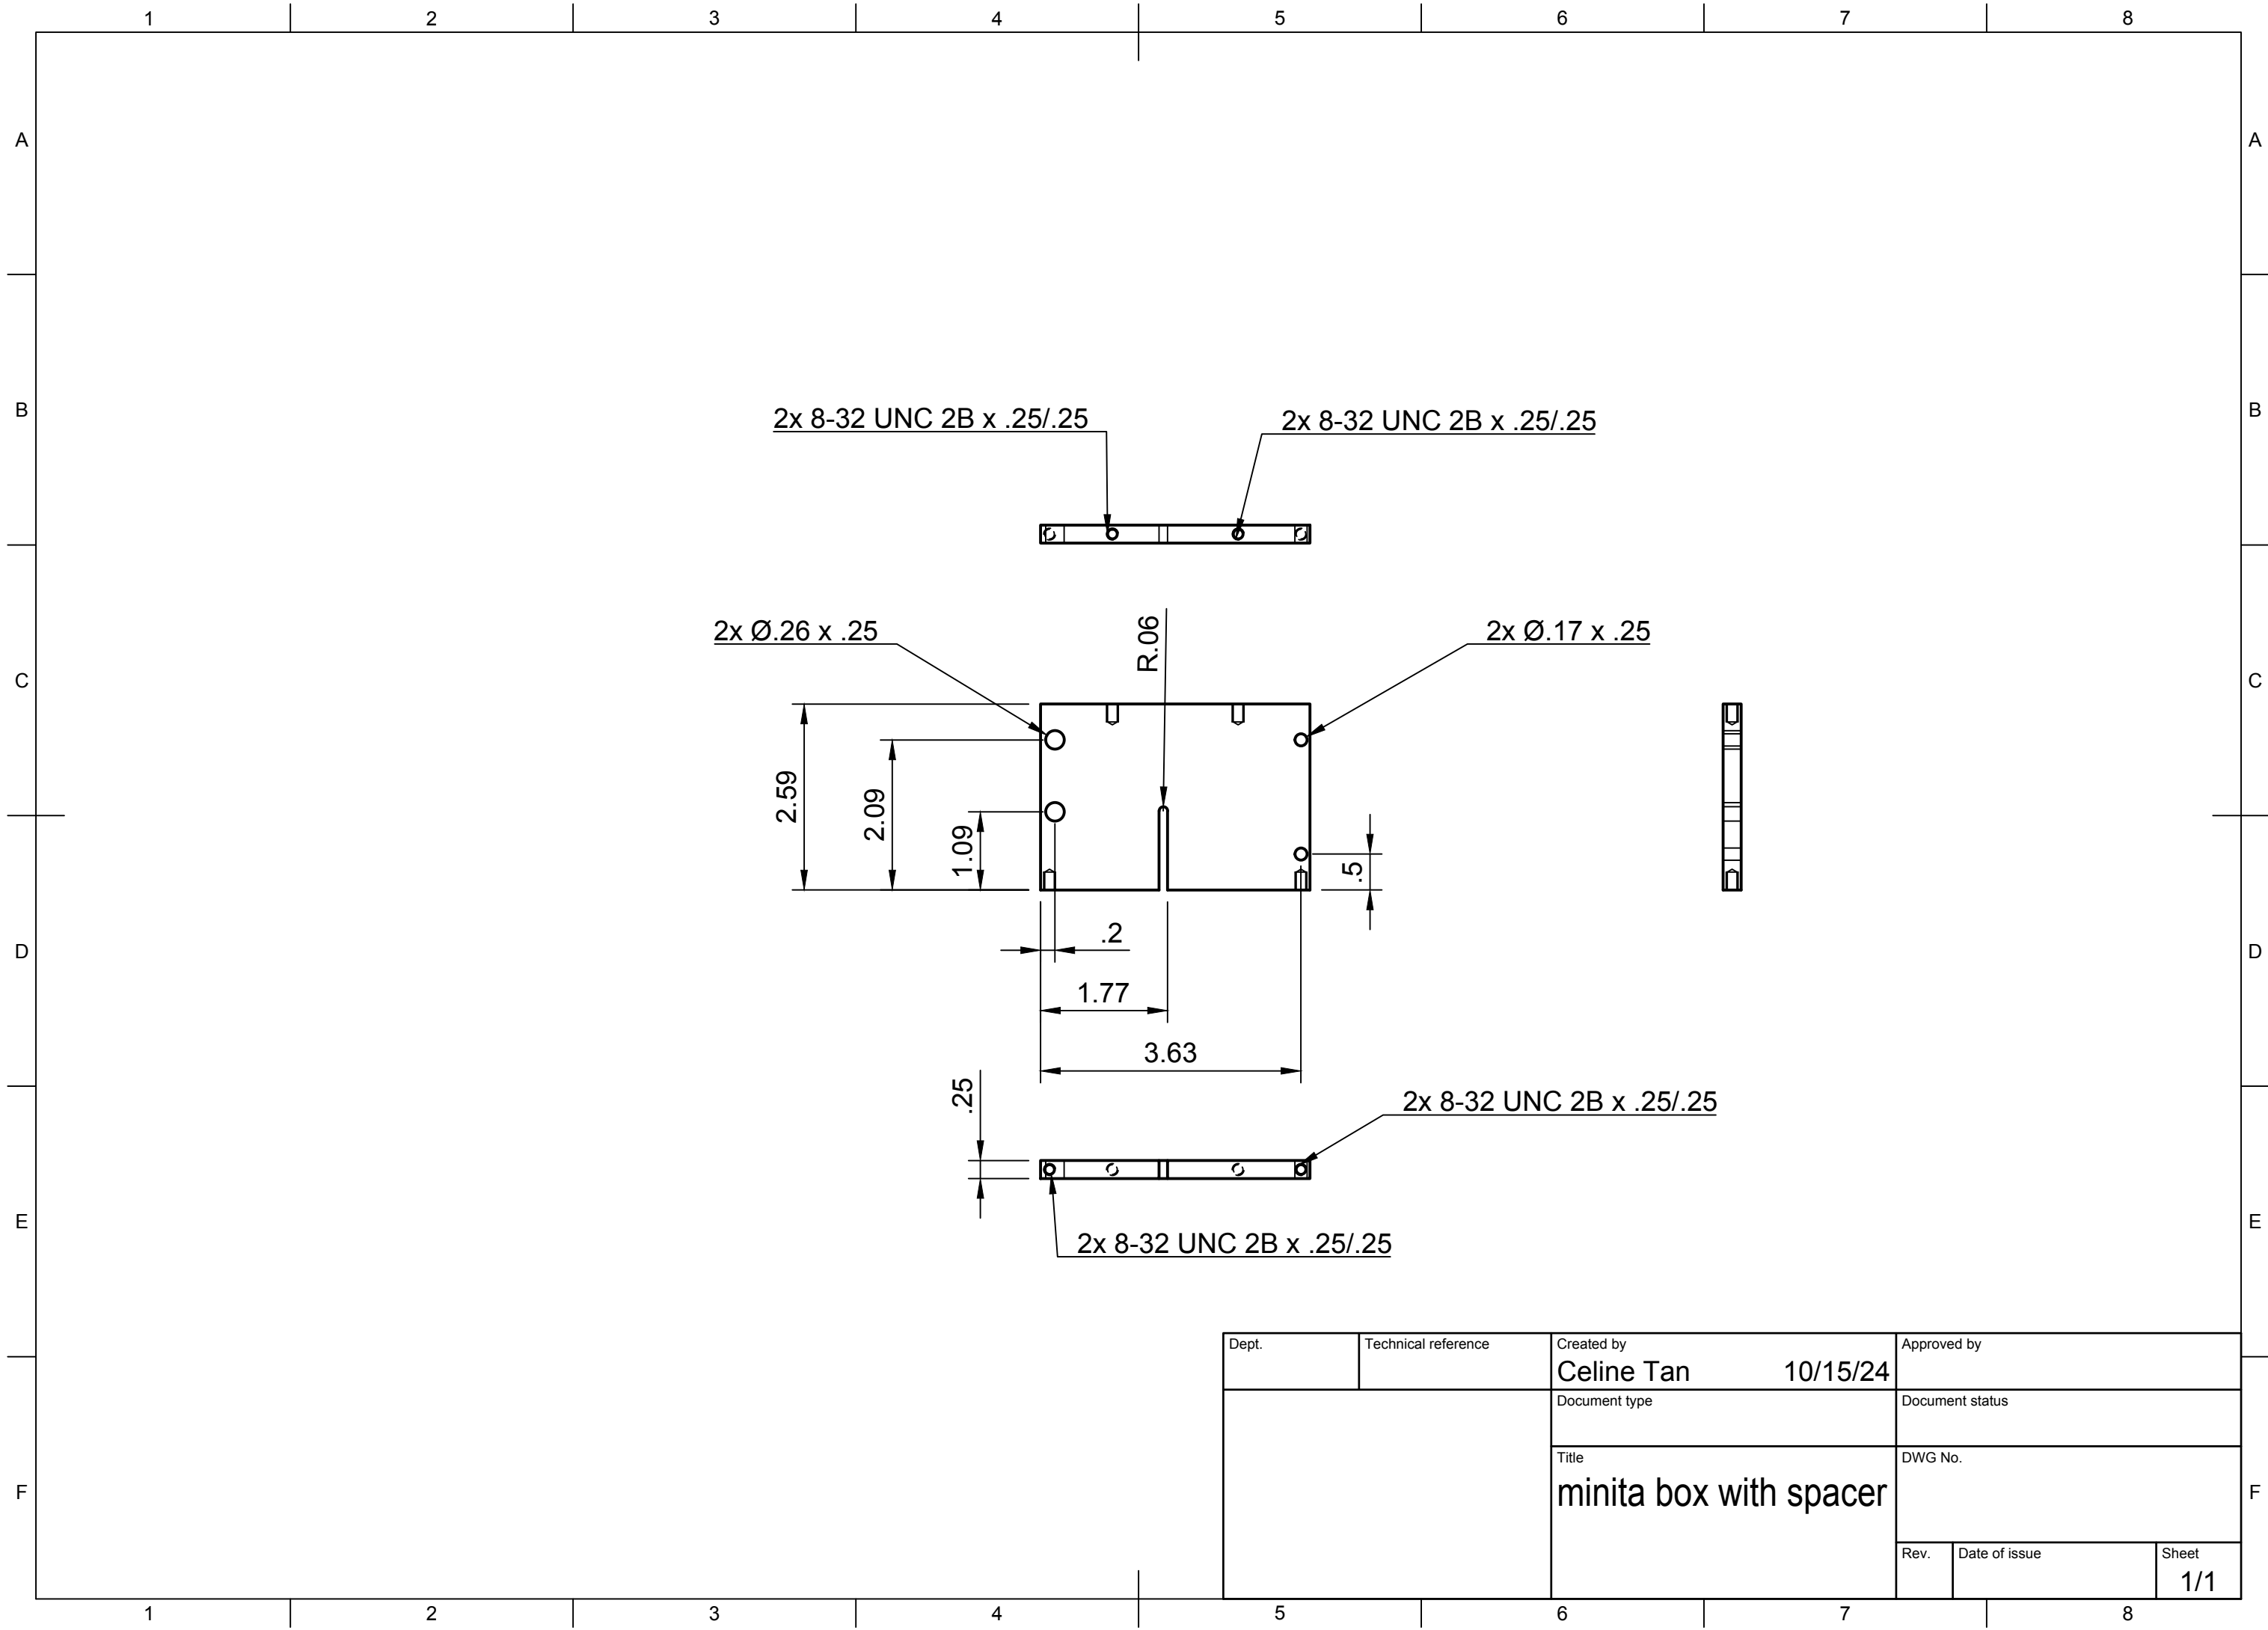 1 2 3 4 5 6 7 8
A A
B B
2x 8-32 UNC 2B x .25/.25
2x 8-32 UNC 2B x .25/.25
2x Ø.26 x .25
R.06
2x Ø.17 x .25
C C
2.59
2.09
1.09
.5
.2
D D
1.77
3.63
.25
2x 8-32 UNC 2B x .25/.25
E E
2x 8-32 UNC 2B x .25/.25
Dept.
Technical reference
Created by
Celine Tan 10/15/24
Approved by
Document type
Document status
Title
minita box with spacer
DWG No.
F F
Rev.
Date of issue
Sheet
1/1
1 2 3 4 5 6 7 8